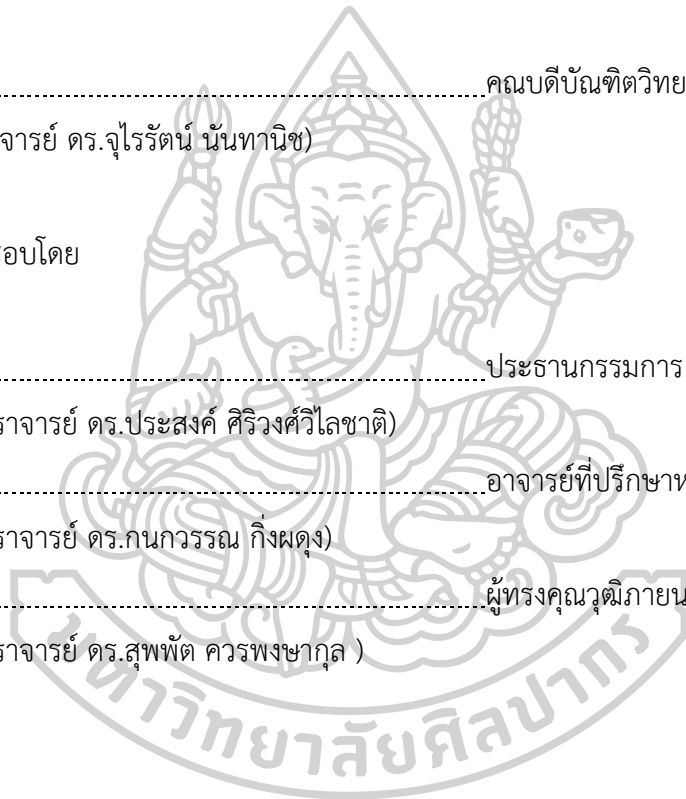 คณบดีบัณฑิตวิทย
จารย์ ดร.จุไรรัตน์ นันทานิช)
สอบโดย
ประธานกรรมการ
ราจารย์ ดร.ประสงค์ ศิริวงศ์วิไลชาติ)
อาจารย์ที่ปรึกษาห
ราจารย์ ดร.กนกวรรณ กิ่งผดุง)
ผู้ทรงคุณวุฒิภายน
ราจารย์ ดร.สุพพัต ควรพงษากุล )
มหาวิทยาลัยศิลปากร